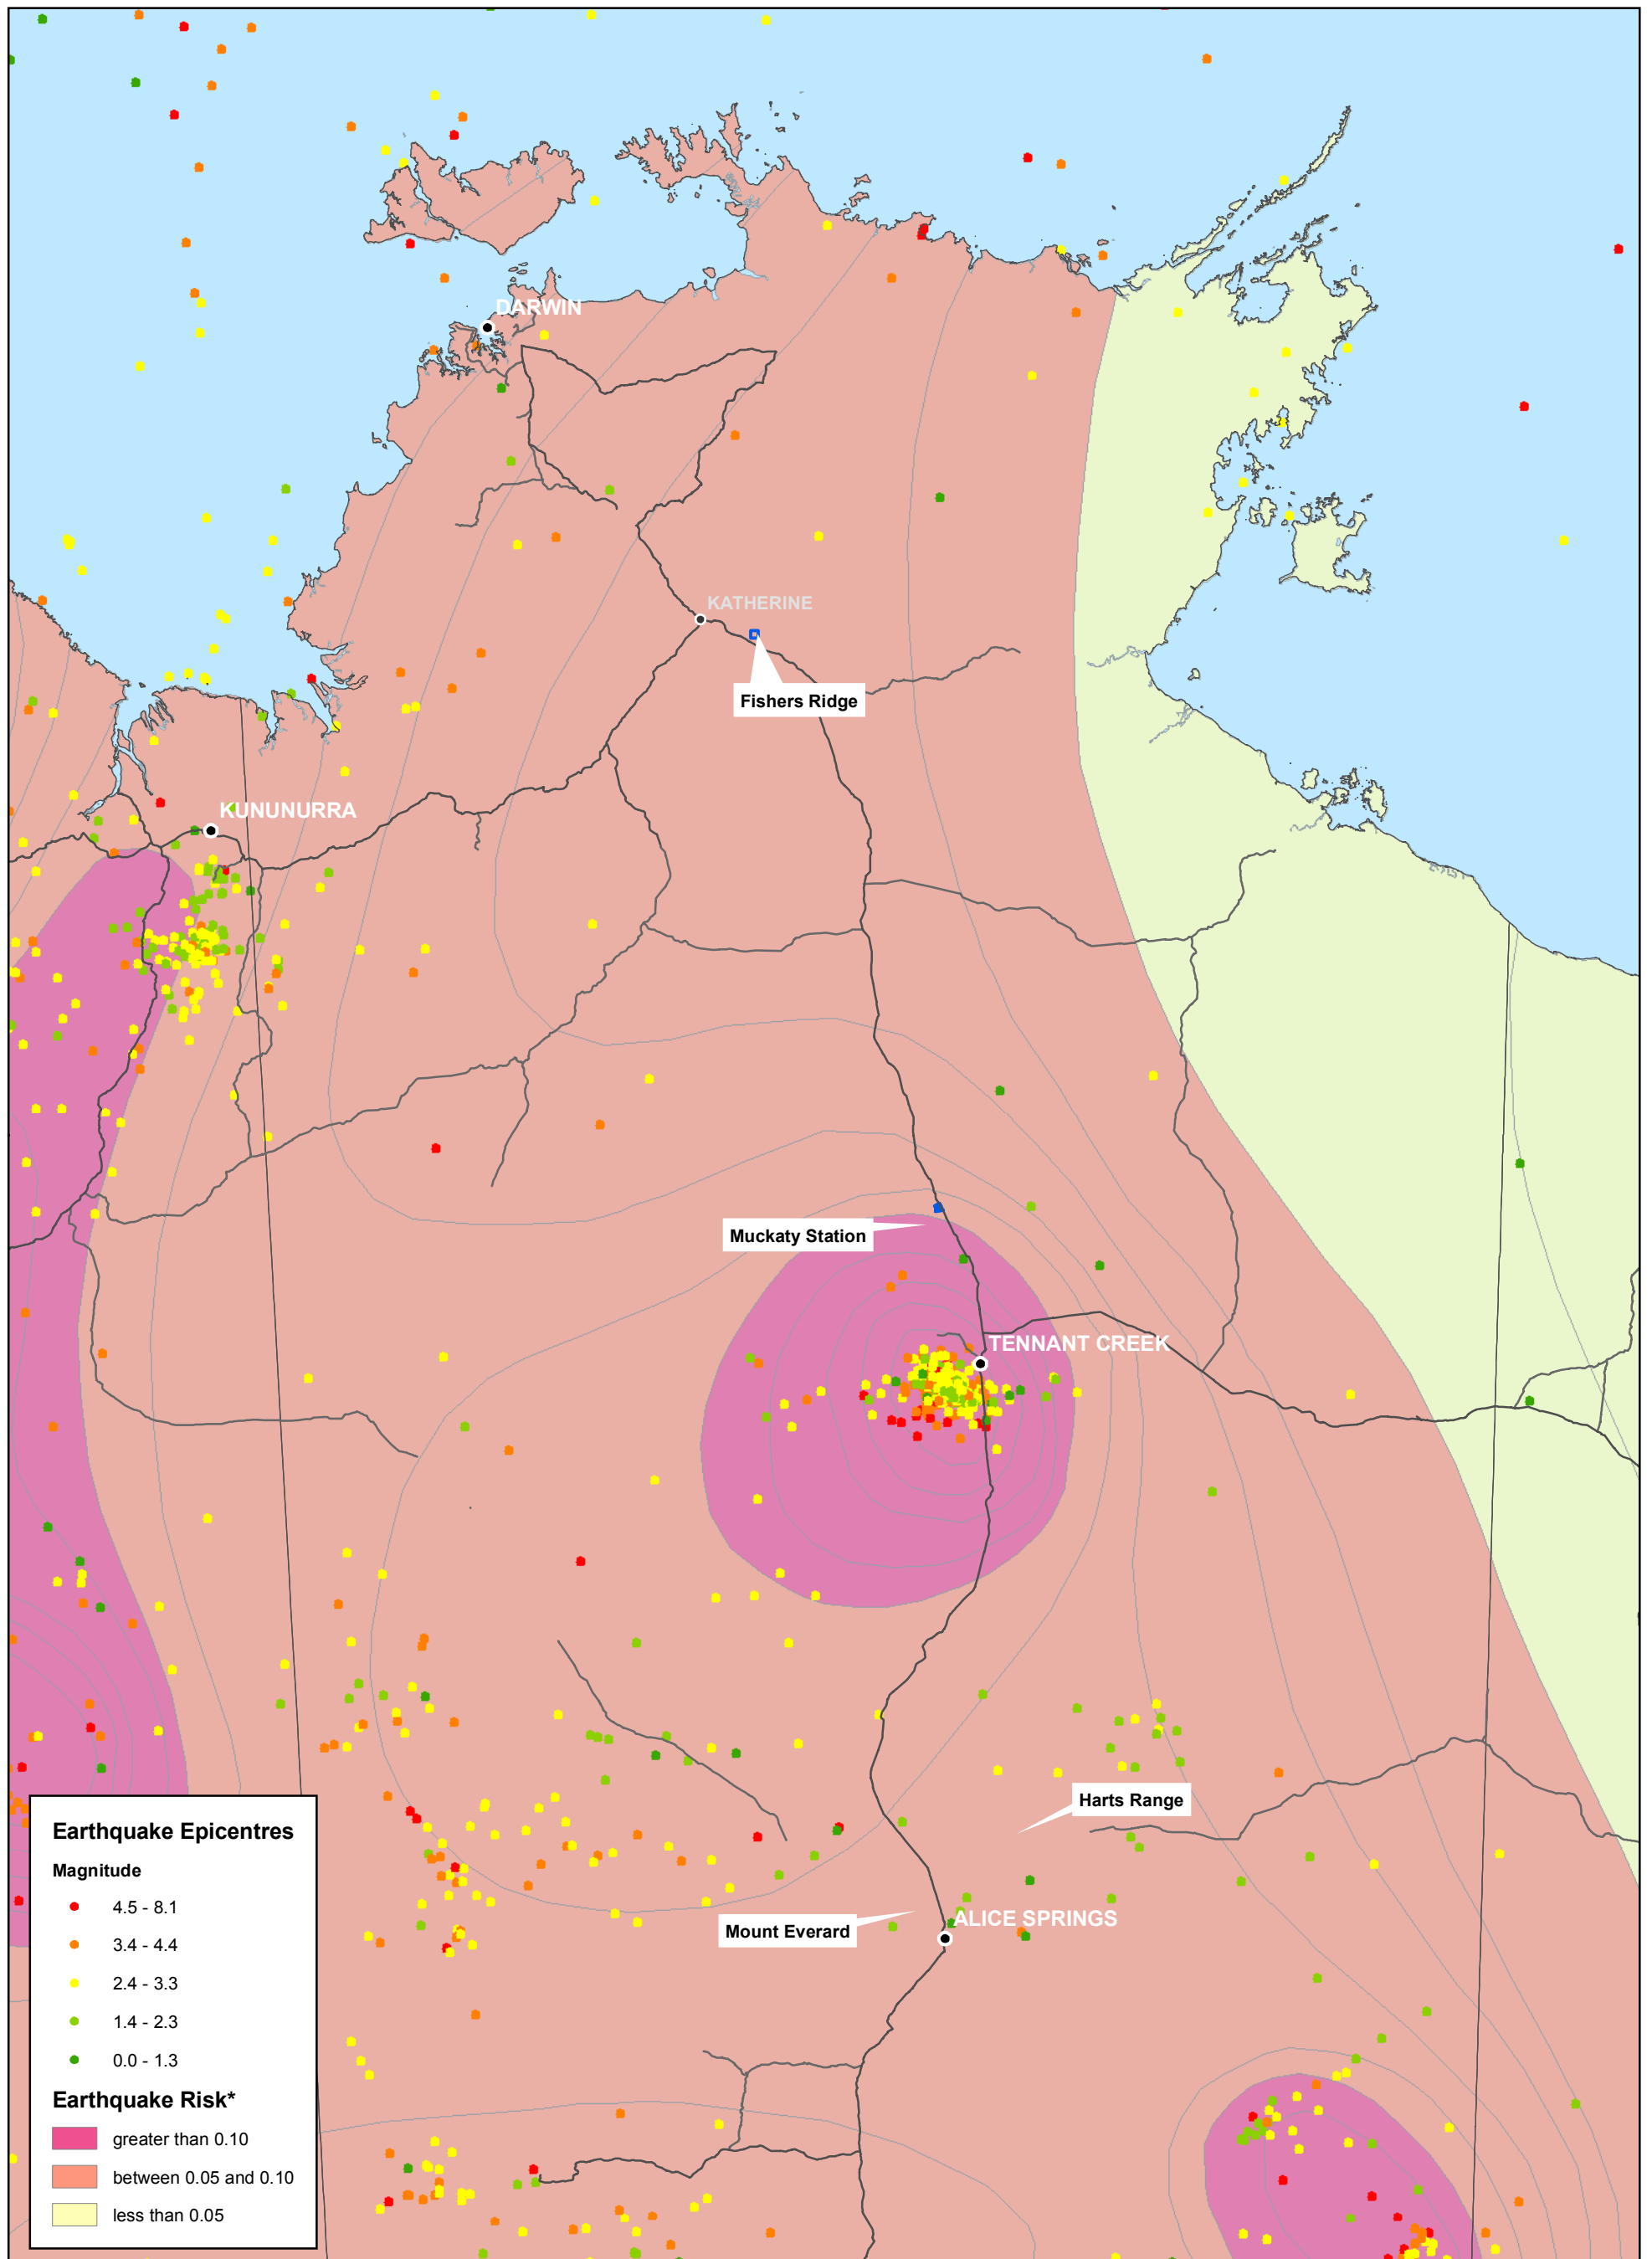 DARWIN
KATHERINE
Fishers Ridge
KUNUNURRA
Muckaty Station
TENNANT CREEK
Harts Range
ALICE SPRINGS
Mount Everard
Earthquake Epicentres
Magnitude
4.5 - 8.1
3.4 - 4.4
2.4 - 3.3
1.4 - 2.3
0.0 - 1.3
Earthquake Risk*
greater than 0.10
between 0.05 and 0.10
less than 0.05